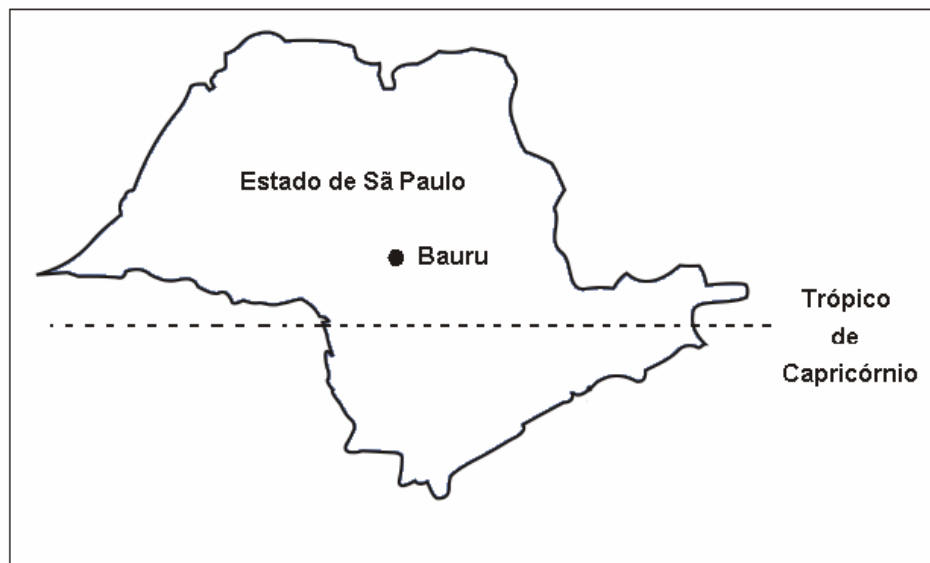 Estado de Sã Paulo
Bauru
Trópico
de
Capricórnio